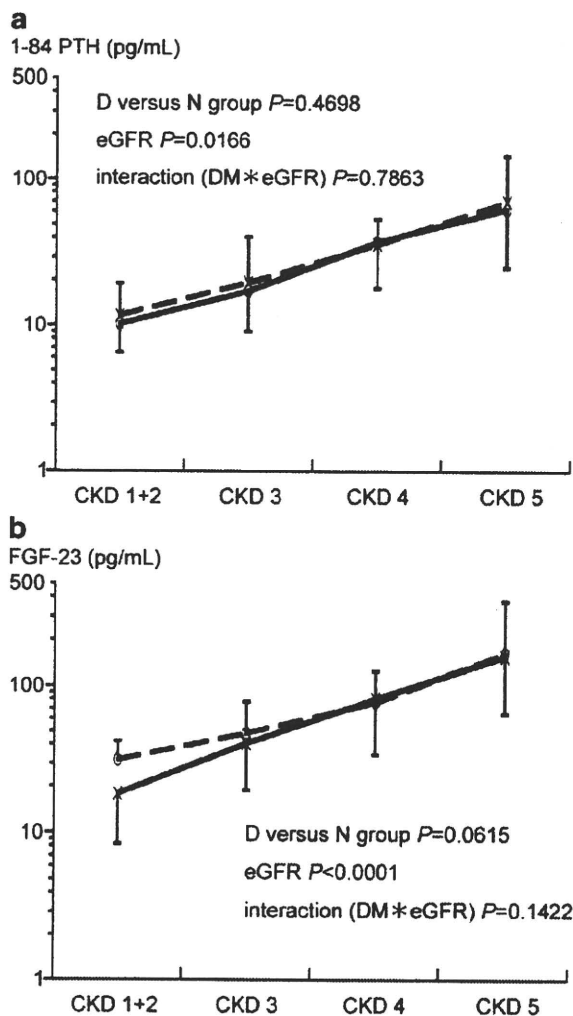 a
1-84 PTH (pg/mL)
500
D versus N group P=0.4698
eGFR P=0.0166
100
interaction (DM*eGFR) P=0.7863
10
1
CKD 1+2 CKD 3 CKD 4 CKD 5
b
FGF-23 (pg/mL)
500
100
10
D versus N group P=0.0615
eGFR P<0.0001
interaction (DM*eGFR) P=0.1422
1
CKD 1+2 CKD 3 CKD 4 CKD 5